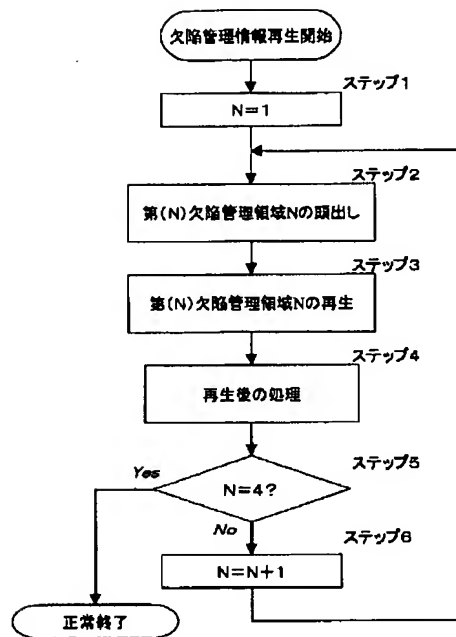 欠陥管理情報再生開始
ステップ1
N=1
ステップ2
第(N)欠陥管理領域Nの頭出し
ステップ3
第(N)欠陥管理領域Nの再生
ステップ4
再生後の処理
ステップ5
Yes
N=4?
No
ステップ6
N=N+1
正常終了